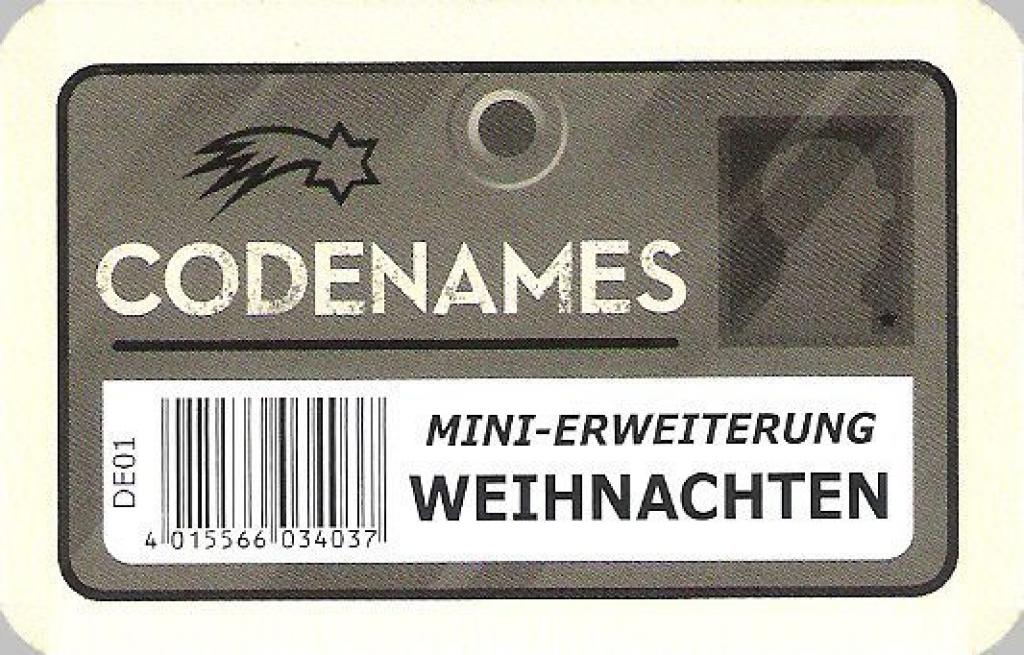 CODENAMES
MINI-ERWEITERUNG
WEIHNACHTEN
DE01
4 015566 034037